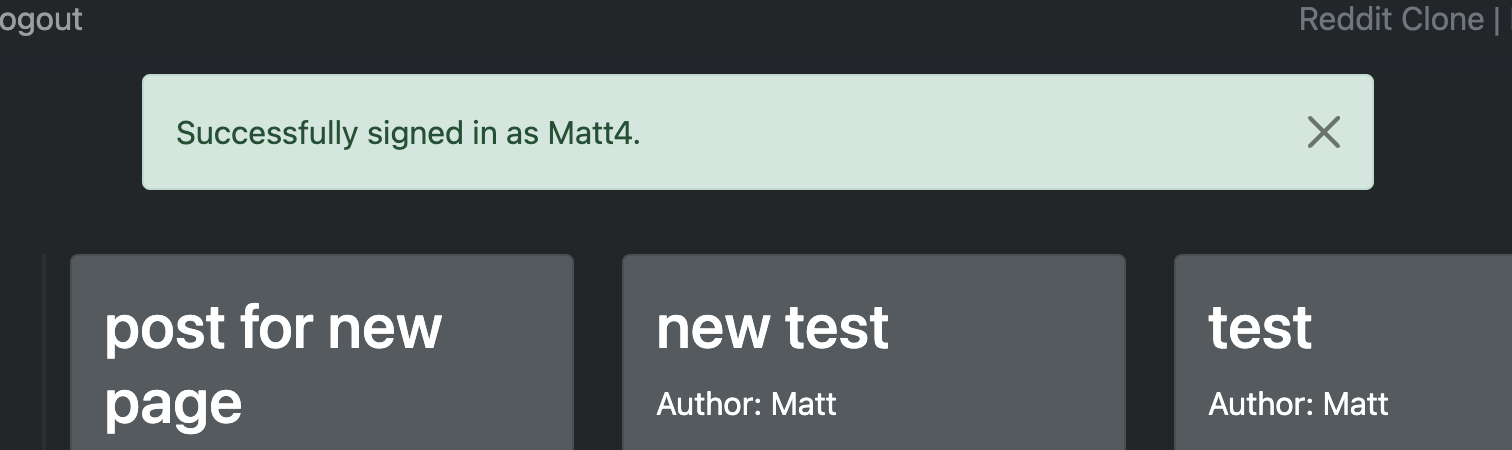 ogout
Reddit Clone |
Successfully signed in as Matt4.
post for new
page
new test
Author: Matt
test
Author: Matt